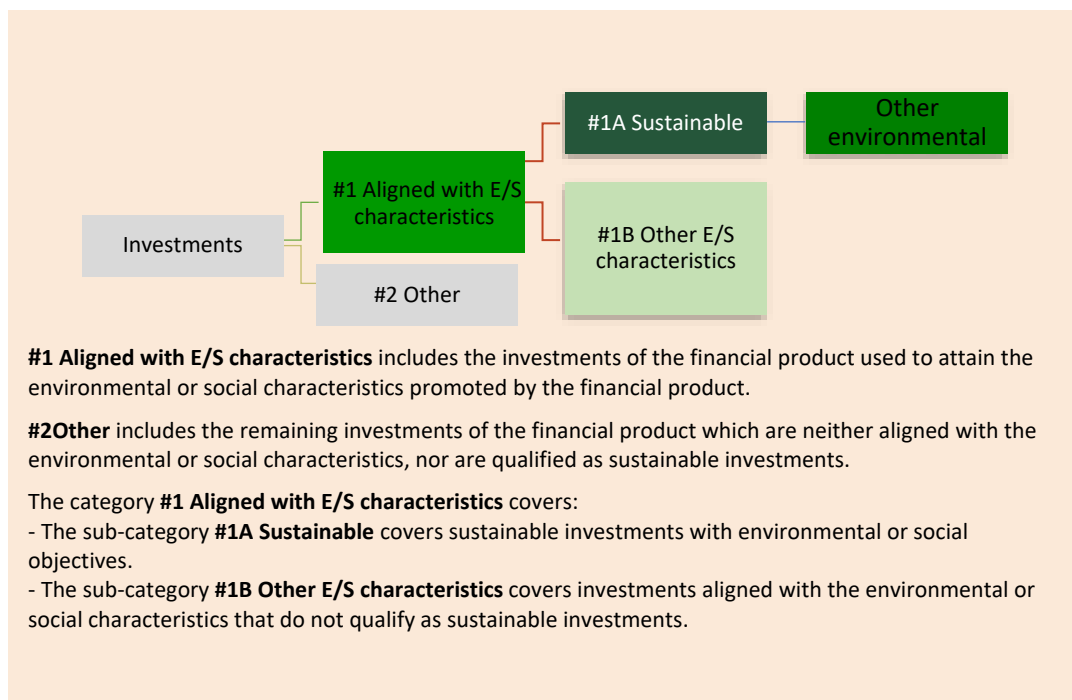 #1A Sustainable
Other
environmental
#1 Aligned with E/S
characteristics
#1B Other E/S
characteristics
Investments
#2 Other
#1 Aligned with E/S characteristics includes the investments of the financial product used to attain the
environmental or social characteristics promoted by the financial product.
#2Other includes the remaining investments of the financial product which are neither aligned with the
environmental or social characteristics, nor are qualified as sustainable investments.
The category #1 Aligned with E/S characteristics covers:
- The sub-category #1A Sustainable covers sustainable investments with environmental or social
objectives.
- The sub-category #1B Other E/S characteristics covers investments aligned with the environmental or
social characteristics that do not qualify as sustainable investments.